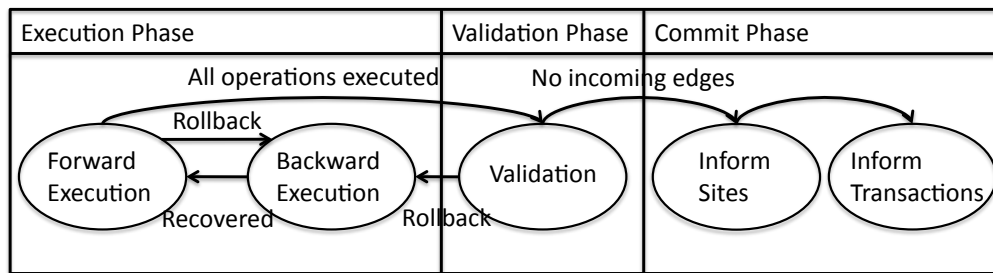 Execution Phase
Validation Phase
Commit Phase
All operations executed
No incoming edges
Rollback
Forward
Execution
Backward
Execution
Validation
Inform
Sites
Inform
Transactions
Recovered
Rollback